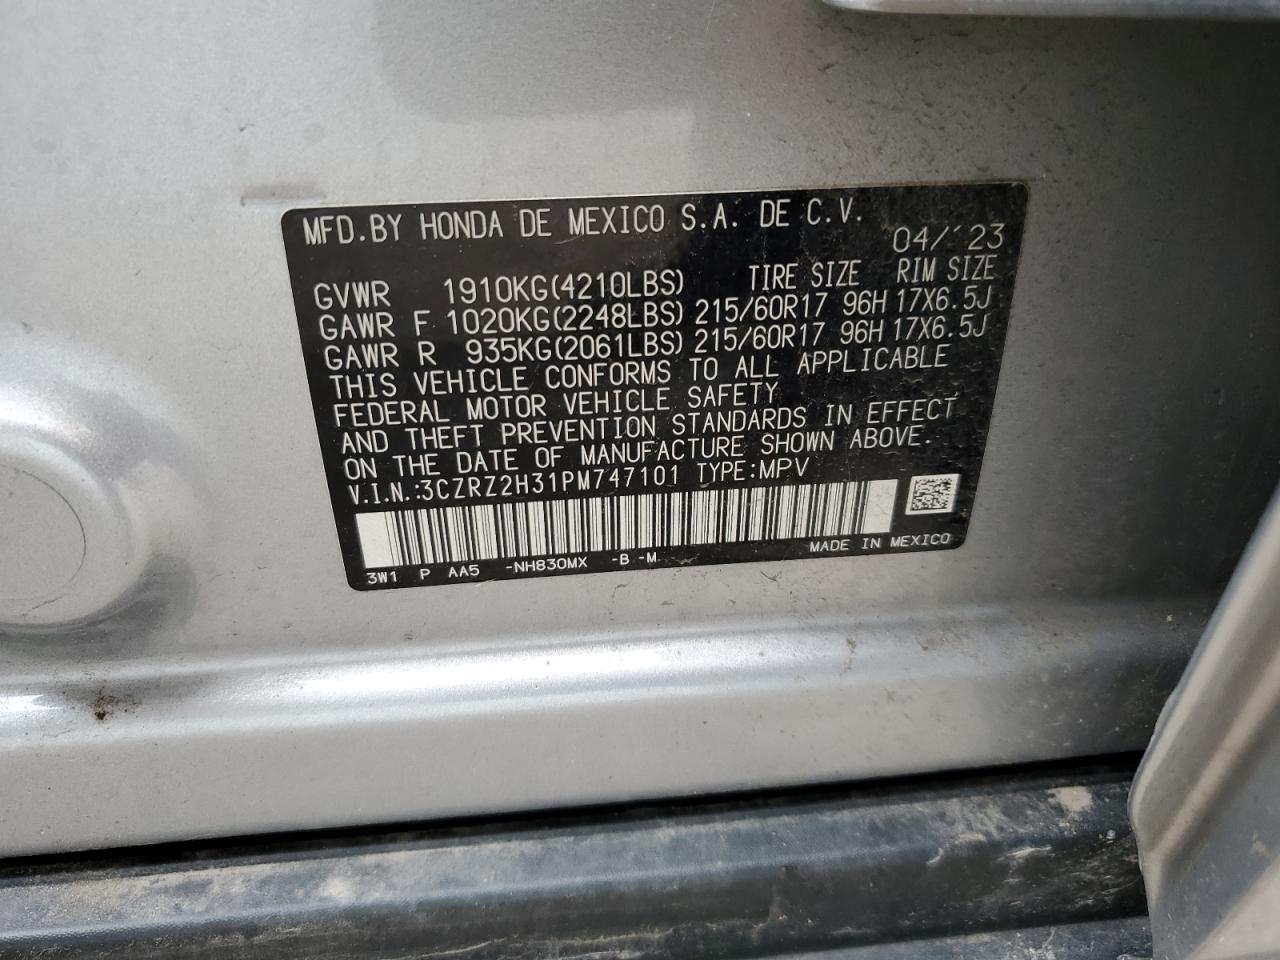 MFD.BY HONDA DE MEXICO S.A. DE C.V.
04/'23
GVWR 1910KG(4210LBS) TIRE SIZE RIM SIZE
GAWR F 1020KG(2248LBS) 215/60R17 96H 17X6.5J
GAWR R 935KG(2061LBS) 215/60R17 96H 17X6.5J
THIS VEHICLE CONFORMS TO ALL APPLICABLE
FEDERAL MOTOR VEHICLE SAFETY
AND THEFT PREVENTION STANDARDS IN EFFECT
ON THE DATE OF MANUFACTURE SHOWN ABOVE.
V.I.N.:3CZRZ2H31PM747101 TYPE:MPV
3W1 P AA5 -NH830MX -B -M
MADE IN MEXICO